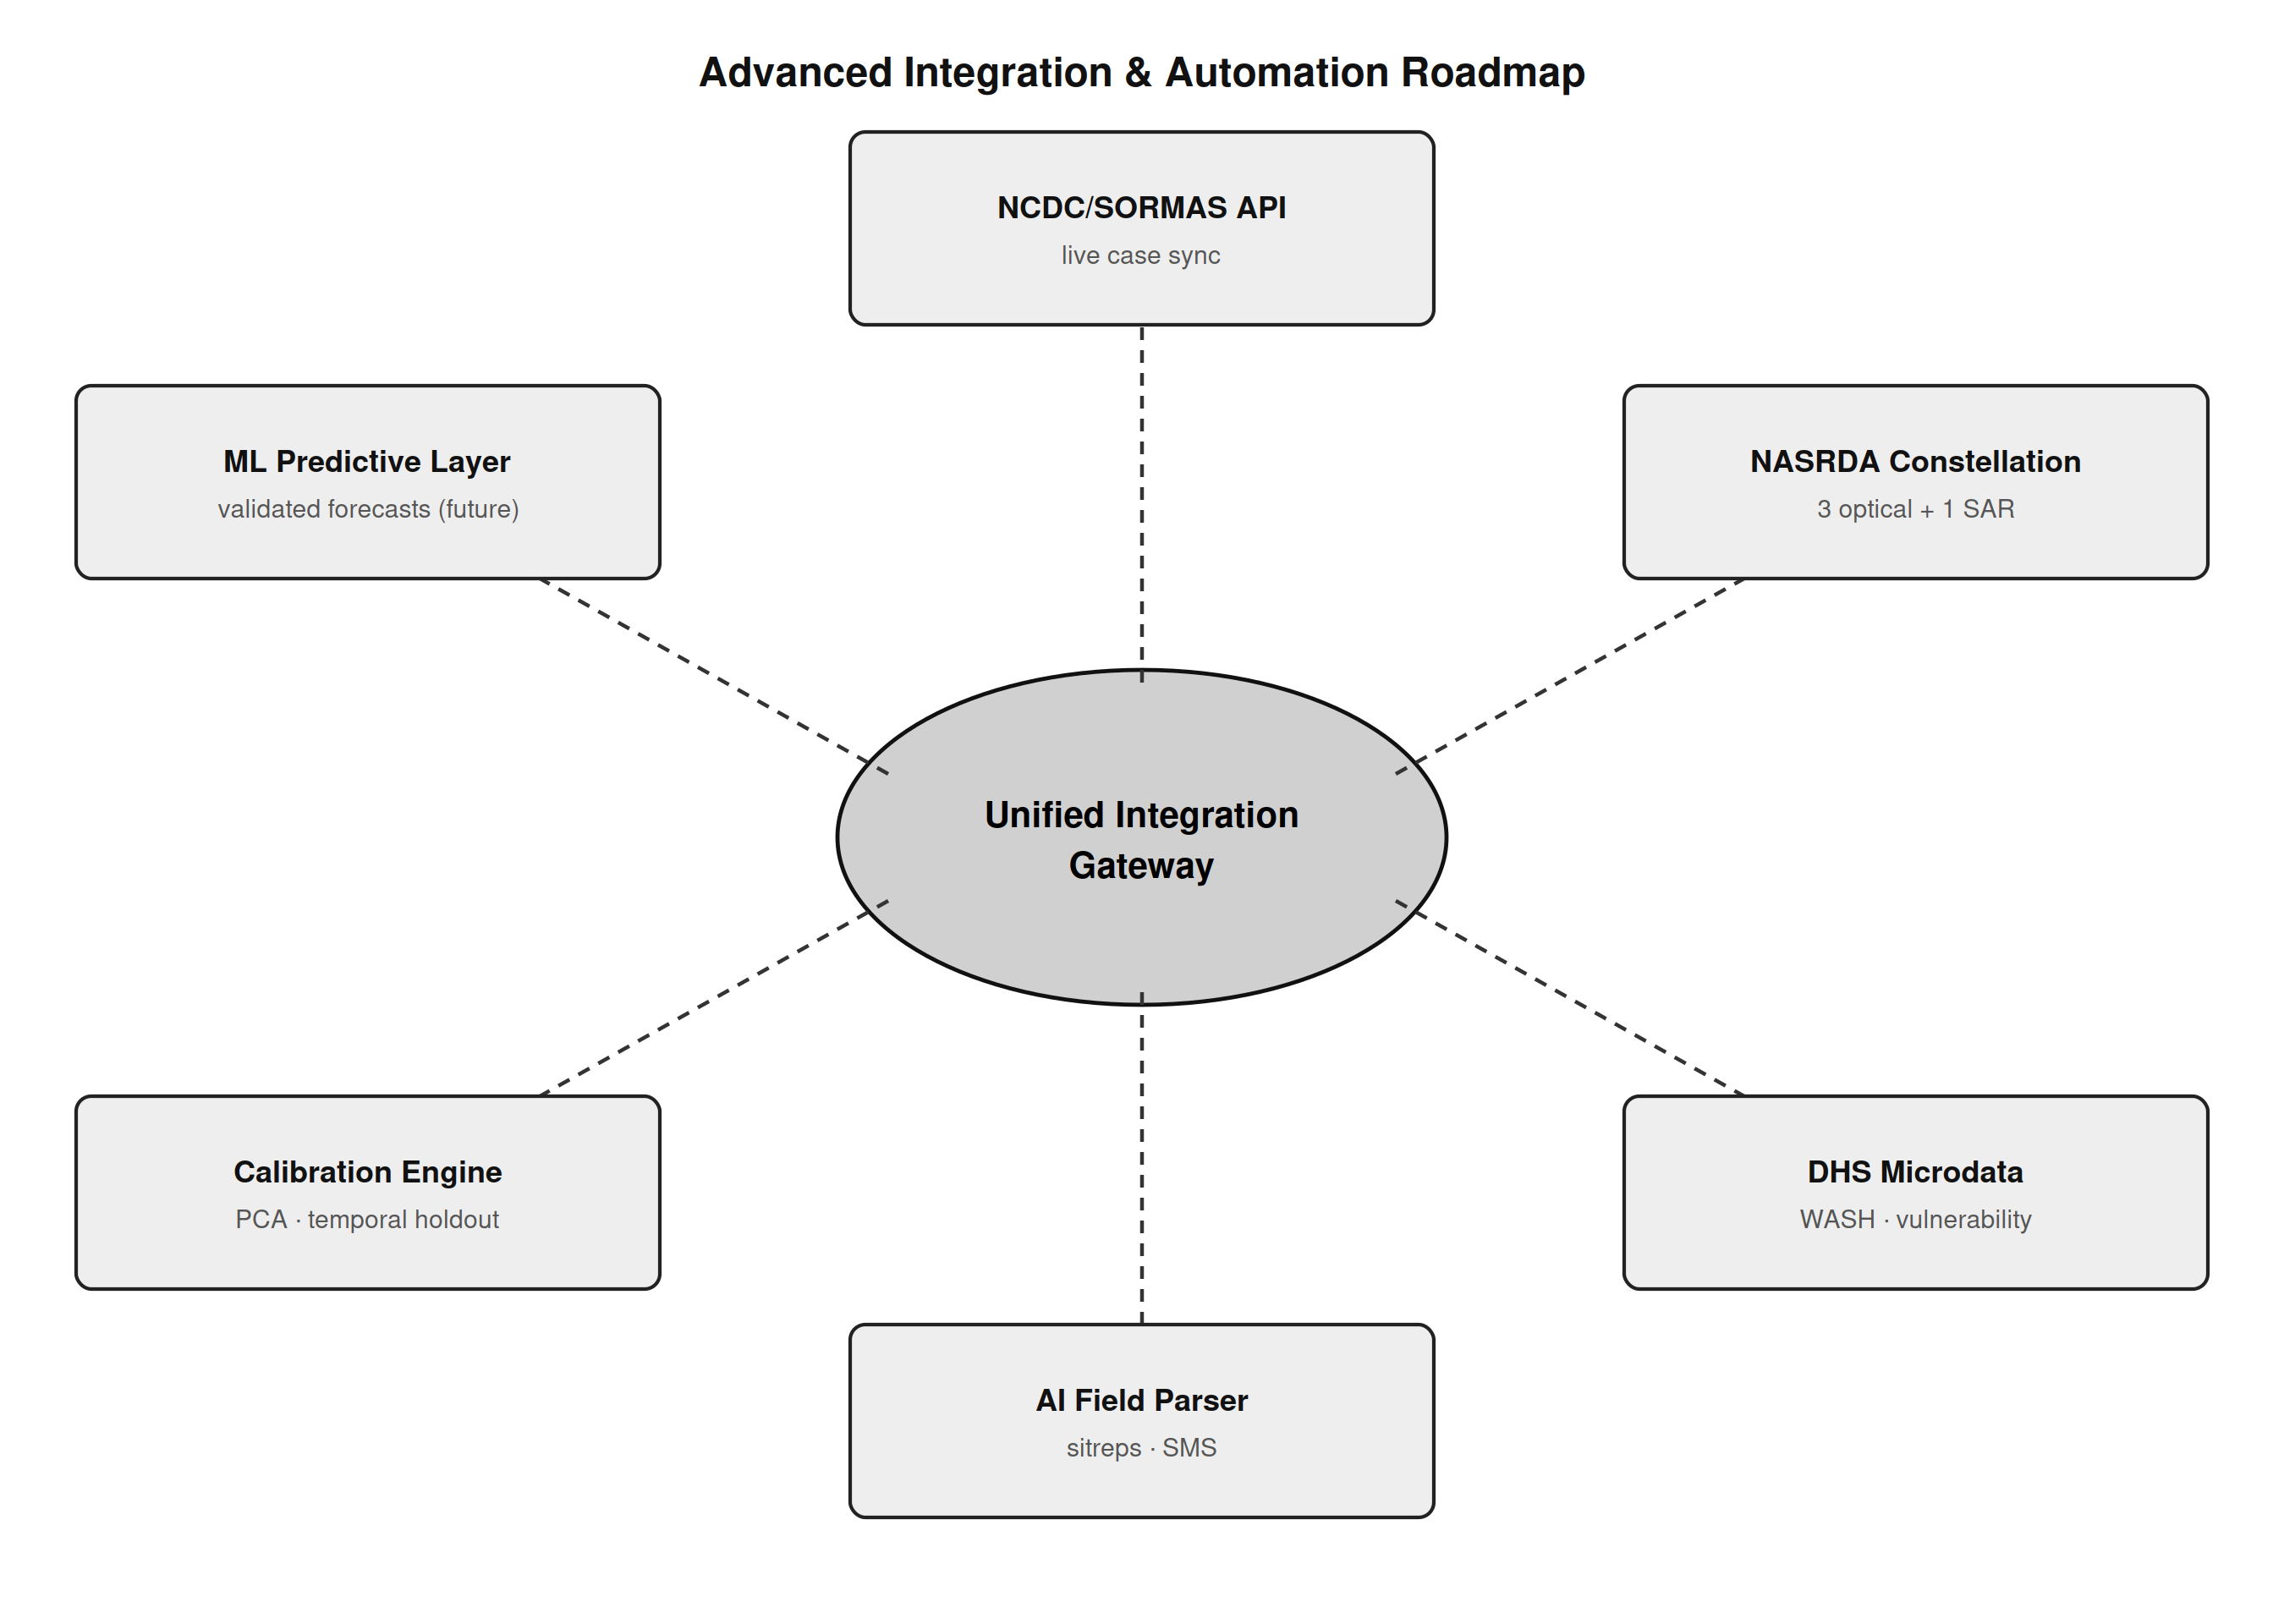 Advanced Integration & Automation Roadmap
NCDC/SORMAS API
live case sync
ML Predictive Layer
validated forecasts (future)
NASRDA Constellation
3 optical + 1 SAR
Unified Integration
Gateway
Calibration Engine
PCA · temporal holdout
DHS Microdata
WASH · vulnerability
AI Field Parser
sitreps · SMS